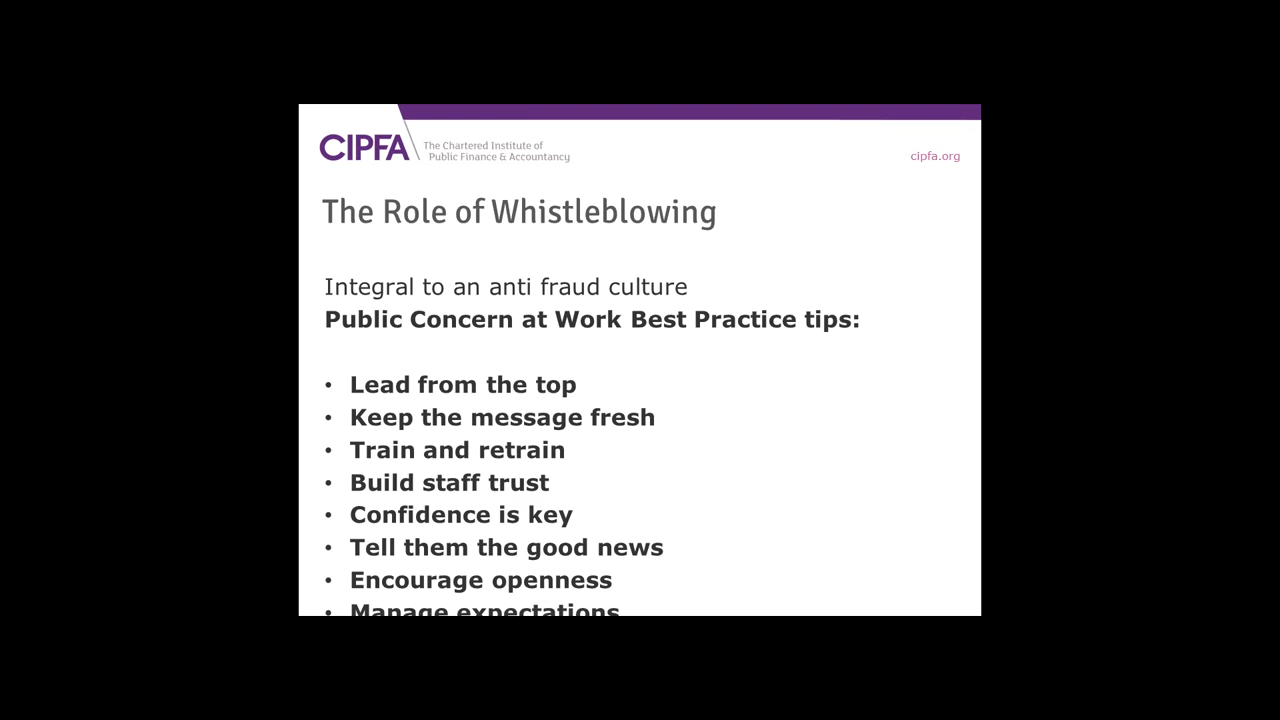 CIPFA
The Chartered Institute of
Public Finance & Accountancy
cipfa.org
The Role of Whistleblowing
Integral to an anti fraud culture
Public Concern at Work Best Practice tips:
• Lead from the top
• Keep the message fresh
• Train and retrain
• Build staff trust
• Confidence is key
• Tell them the good news
• Encourage openness
• Manage expectations